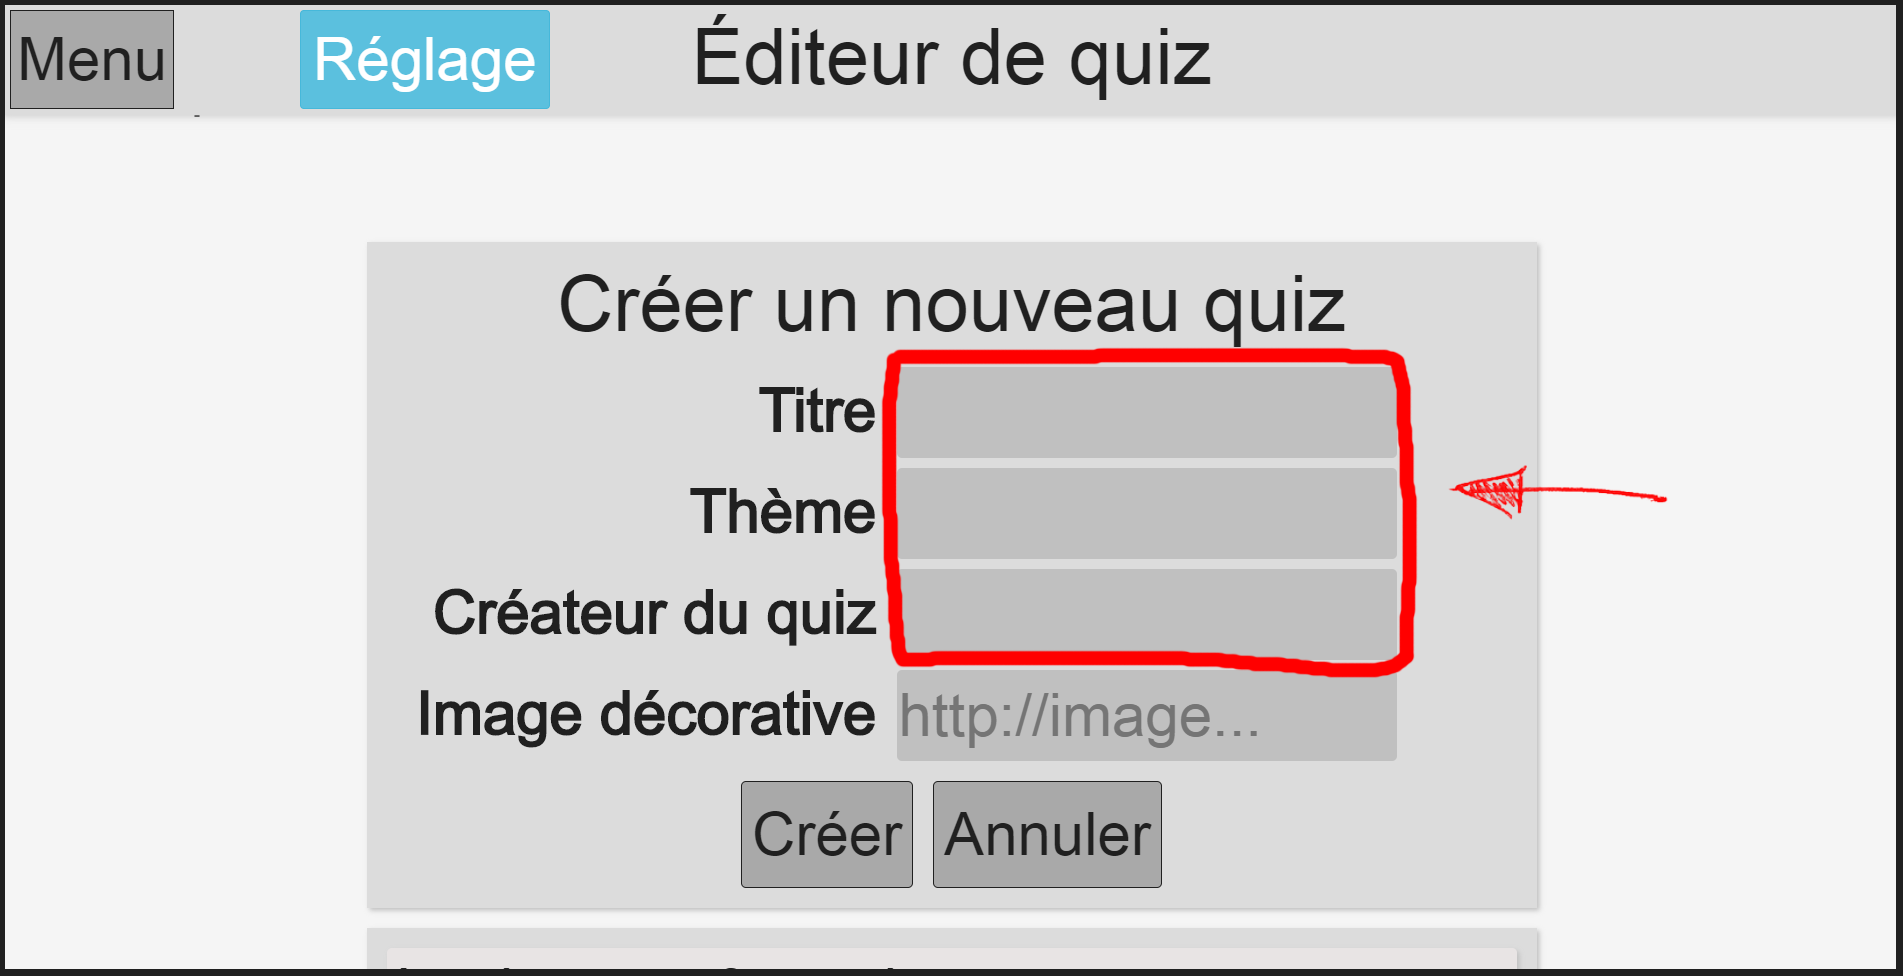 Menu Réglage Éditeur de quiz
Créer un nouveau quiz
Titre
Thème
Créateur du quiz
Image décorative http://image...
Créer Annuler